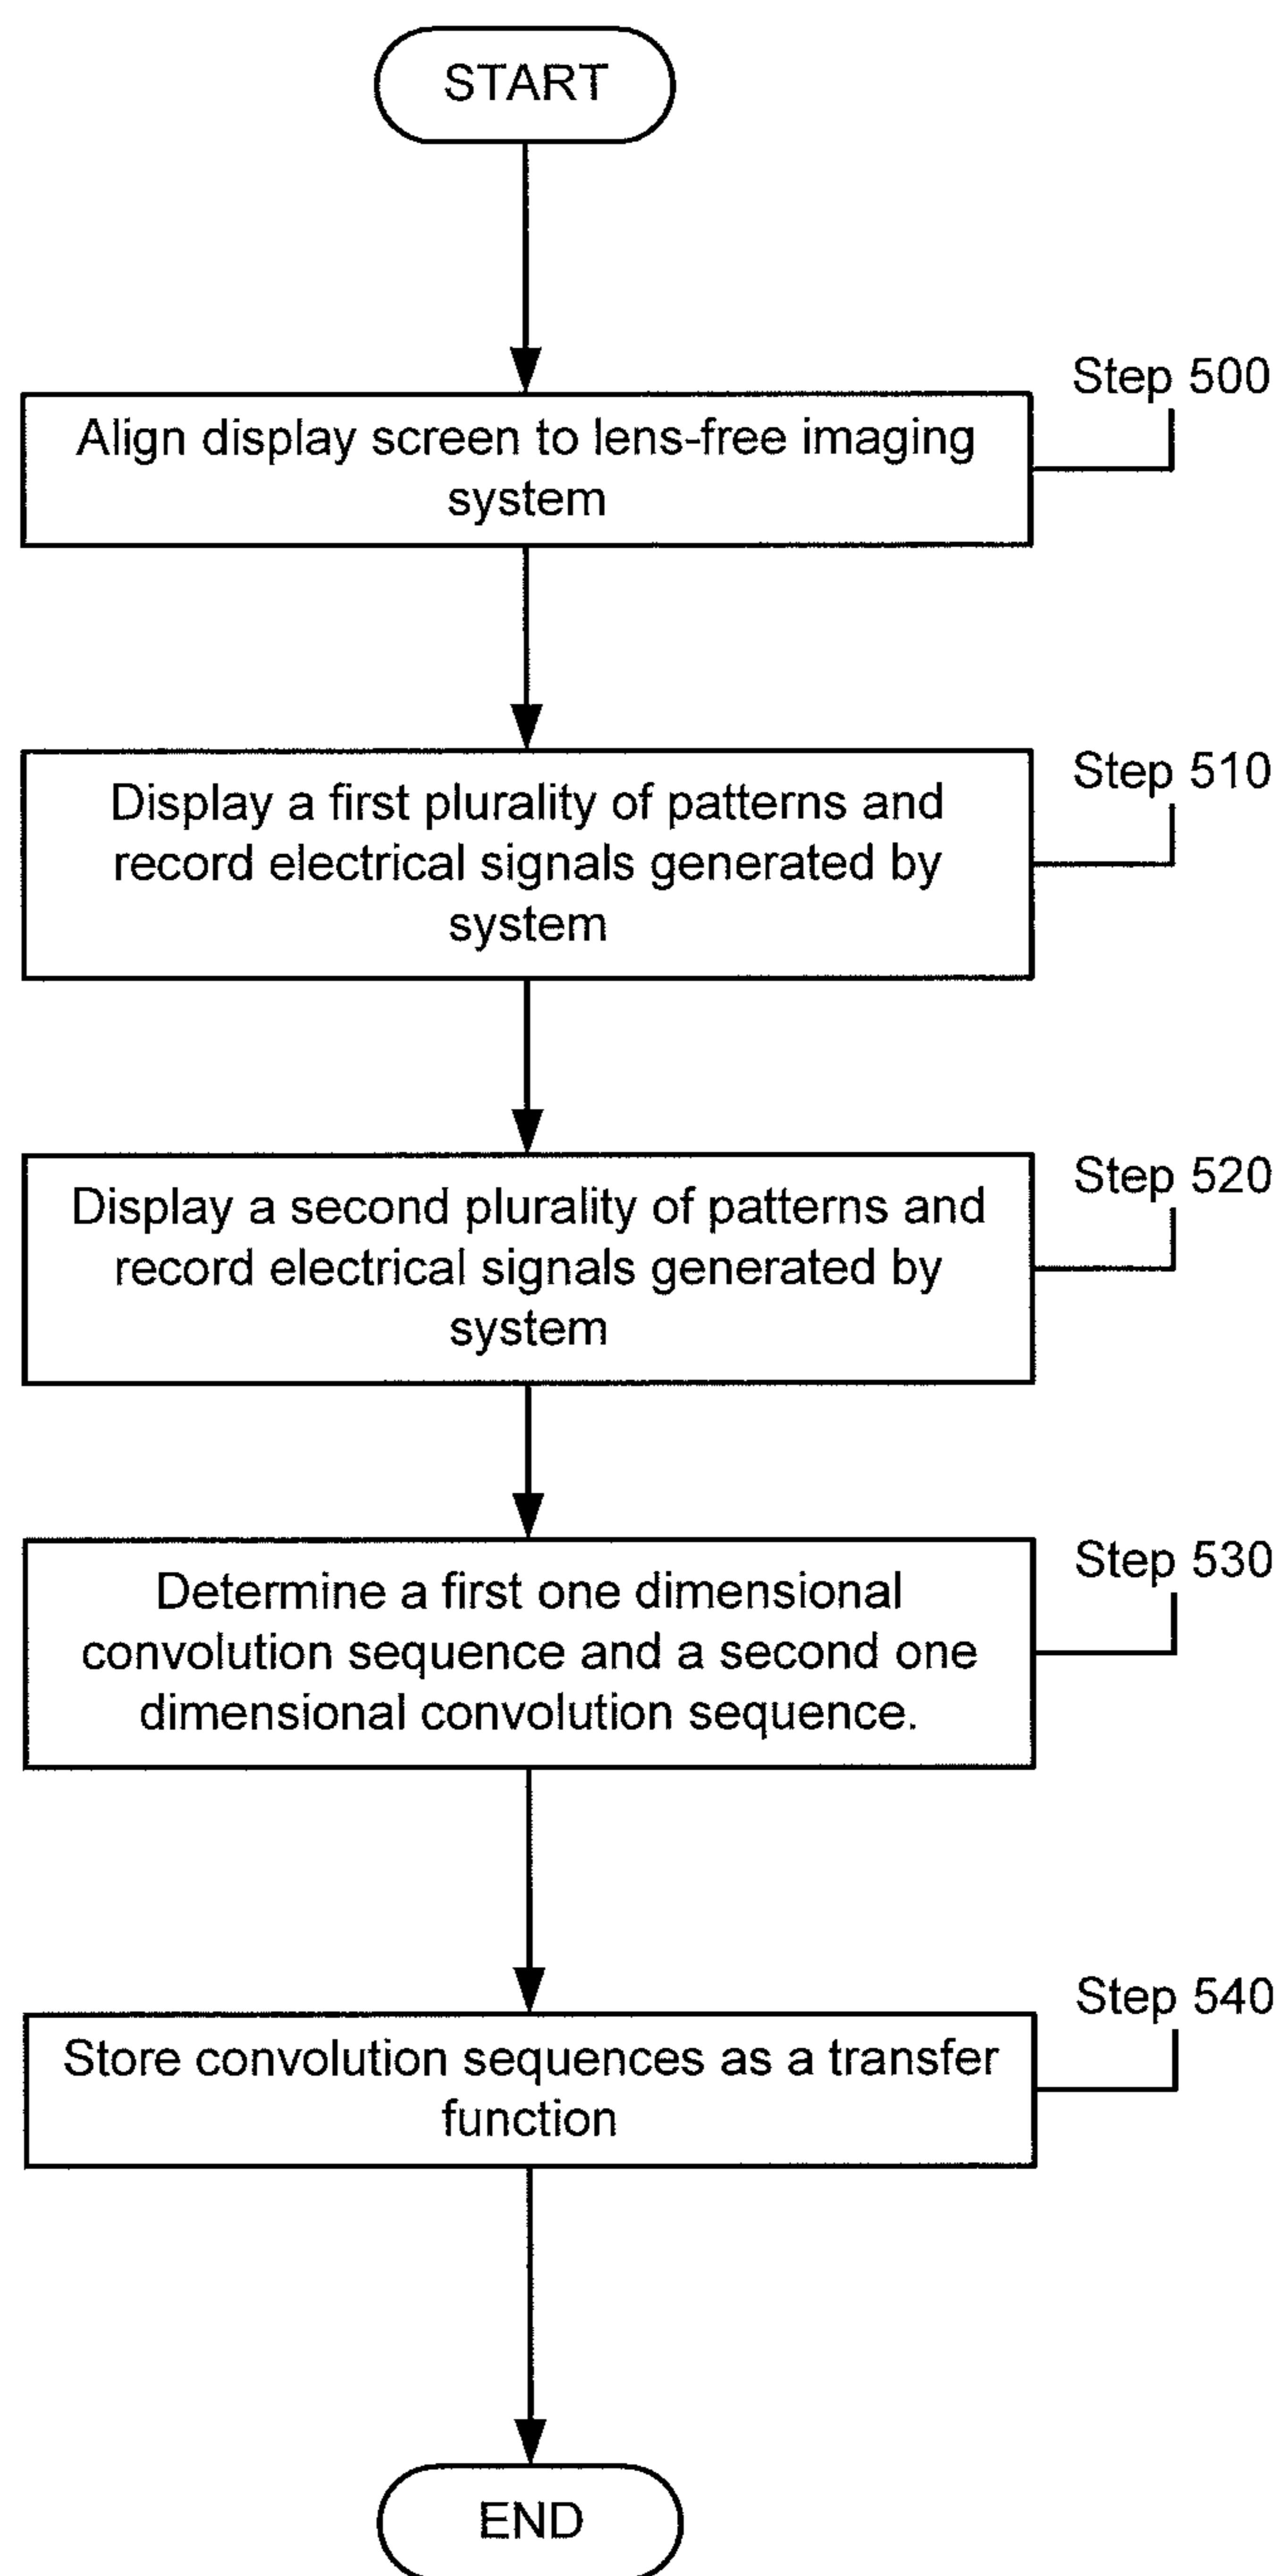 START
Step 500
Align display screen to lens-free imaging
system
Step 510
Display a first plurality of patterns and
record electrical signals generated by
system
Step 520
Display a second plurality of patterns and
record electrical signals generated by
system
Step 530
Determine a first one dimensional
convolution sequence and a second one
dimensional convolution sequence.
Step 540
Store convolution sequences as a transfer
function
END